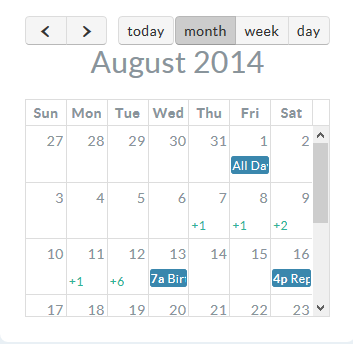 today month week day
August 2014
Sun Mon Tue Wed Thu Fri Sat
27 28 29 30 31 1 2
All Da
3 4 5 6 7 8 9
+1 +1 +2
10 11 12 13 14 15 16
+1 +6 7a Birt 4p Rep
17 18 19 20 21 22 23